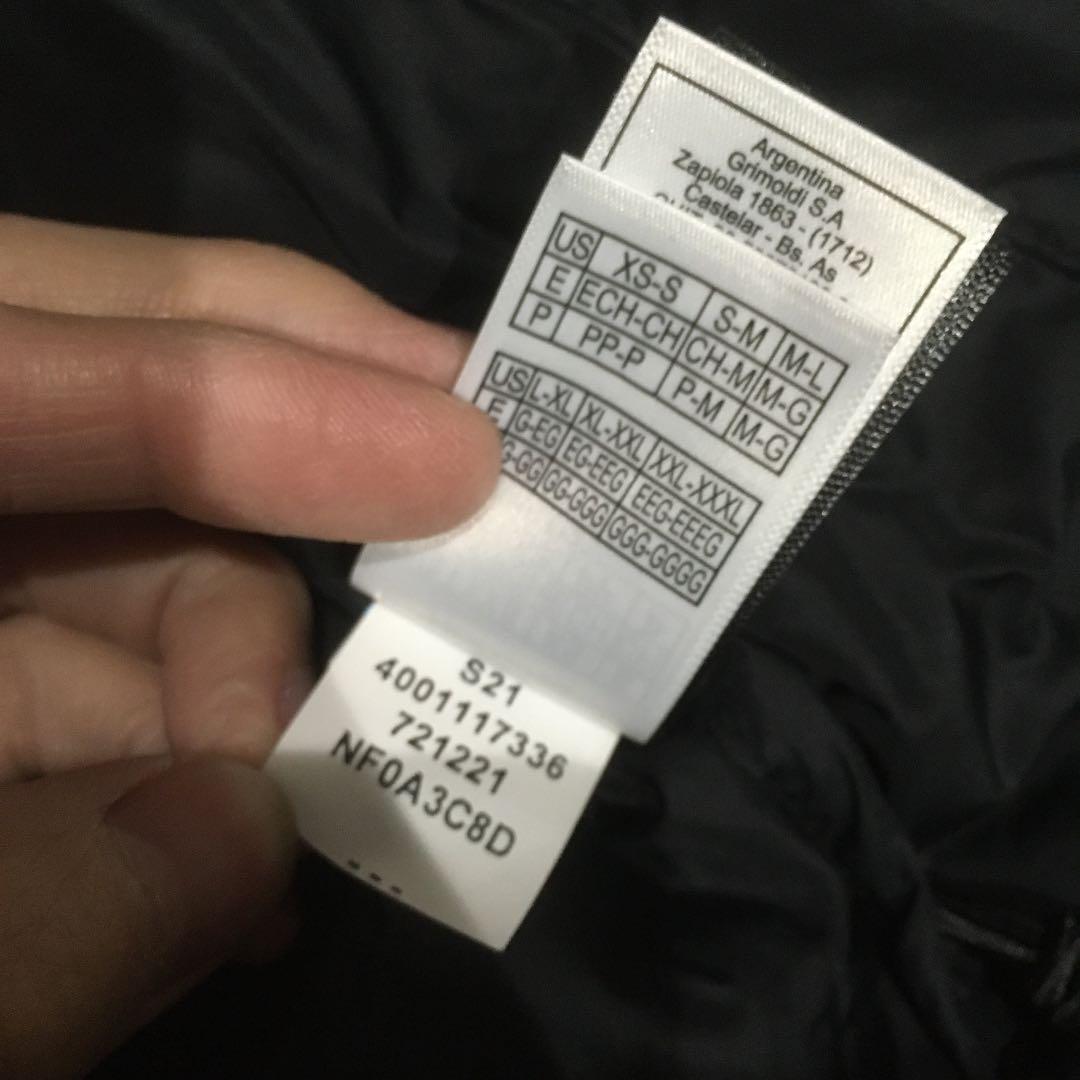 Argentina
Grimoldi S.A
Zapiola 1863 - (1712)
Castelar - Bs. As
US XS-S S-M M-L
E ECH-CH CH-M M-G
P PP-P P-M M-G
US L-XL XL-XXL XXL-XXXL
E G-EG EG-EEG EEG-EEEG
G-GG GG-GGG GGG-GGGG
S21
4001117336
721221
NF0A3C8D